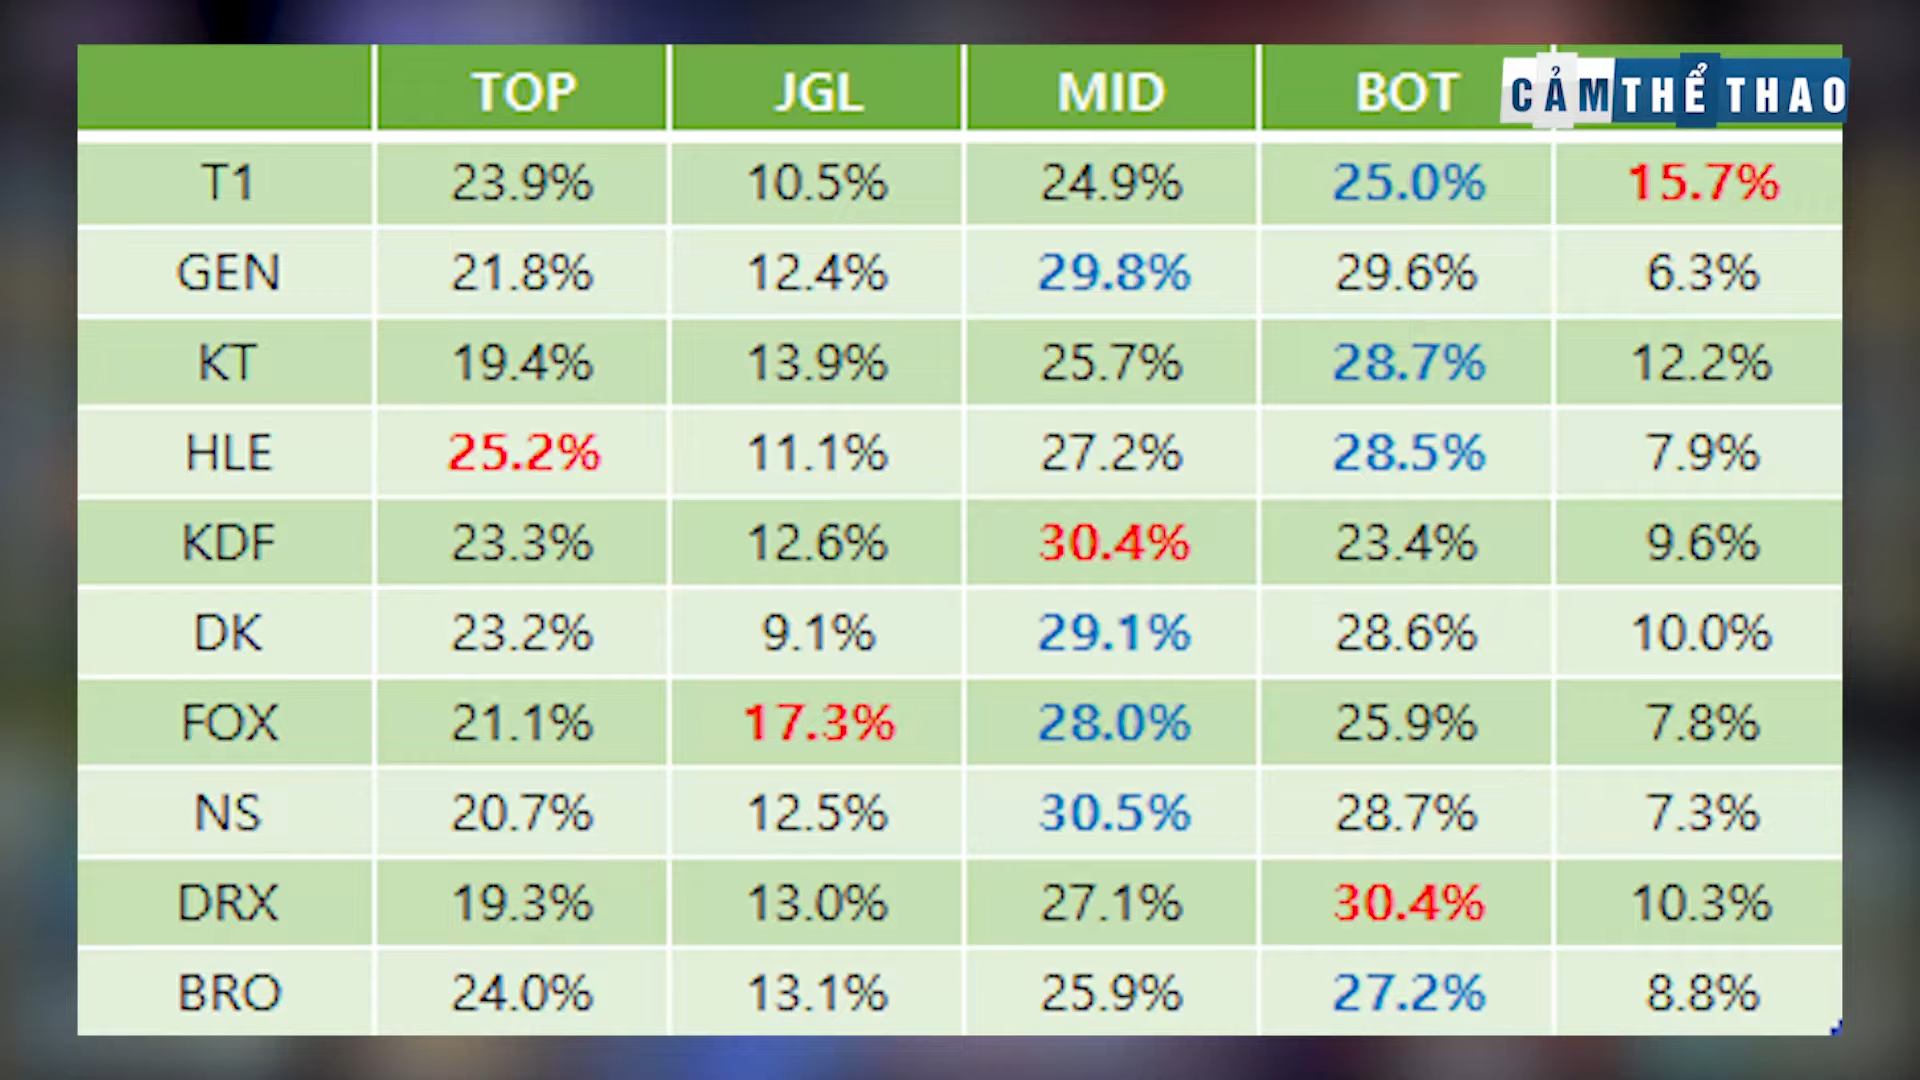 TOP JGL MID BOT CẢM THỂ THAO
T1 23.9% 10.5% 24.9% 25.0% 15.7%
GEN 21.8% 12.4% 29.8% 29.6% 6.3%
KT 19.4% 13.9% 25.7% 28.7% 12.2%
HLE 25.2% 11.1% 27.2% 28.5% 7.9%
KDF 23.3% 12.6% 30.4% 23.4% 9.6%
DK 23.2% 9.1% 29.1% 28.6% 10.0%
FOX 21.1% 17.3% 28.0% 25.9% 7.8%
NS 20.7% 12.5% 30.5% 28.7% 7.3%
DRX 19.3% 13.0% 27.1% 30.4% 10.3%
BRO 24.0% 13.1% 25.9% 27.2% 8.8%